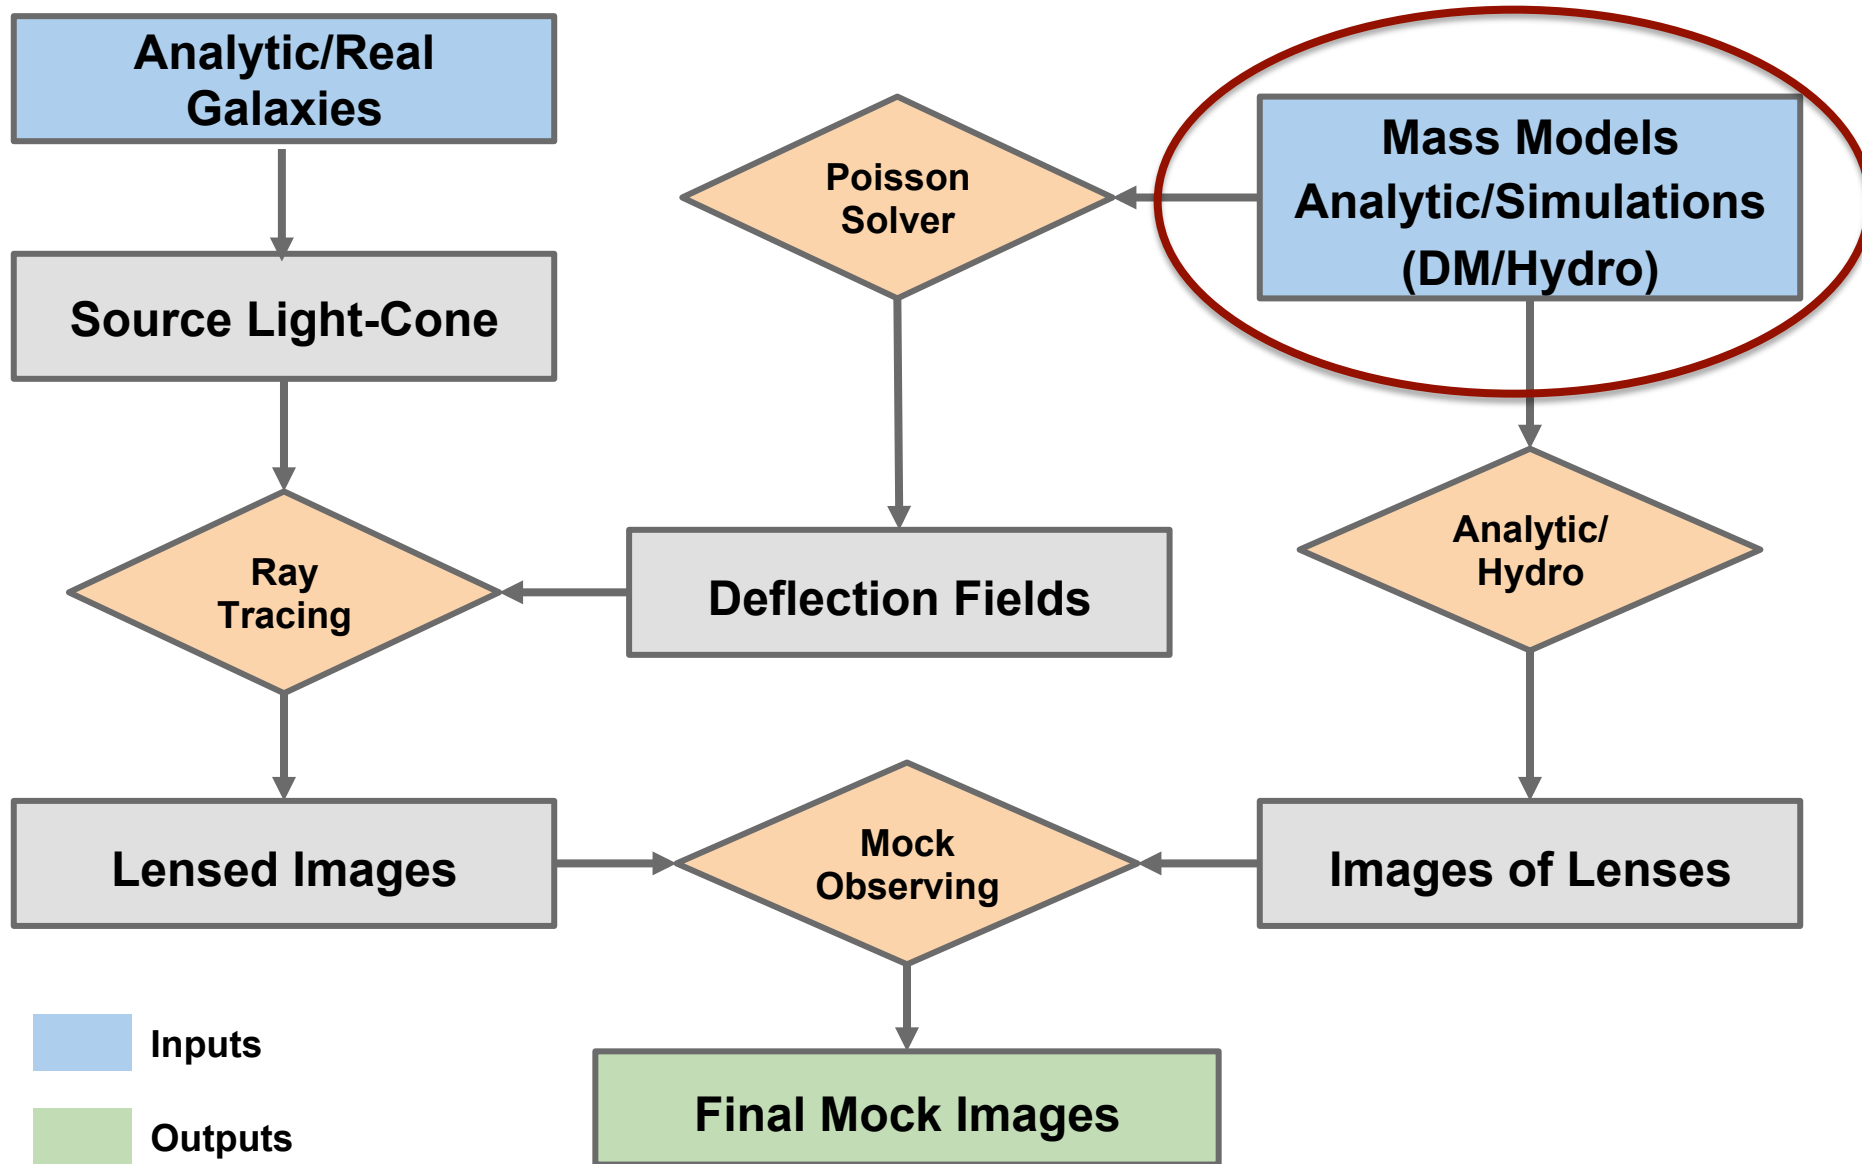 Analytic/Real
Galaxies
Mass Models
Analytic/Simulations
(DM/Hydro)
Poisson
Solver
Source Light-Cone
Ray
Tracing
Deflection Fields
Analytic/
Hydro
Lensed Images
Mock
Observing
Images of Lenses
Inputs
Final Mock Images
Outputs